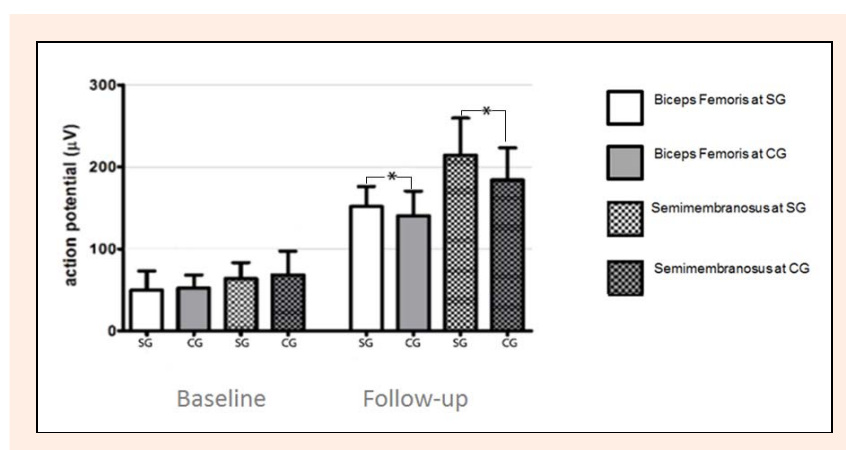 action potential (µV)
300
200
100
0
*
*
SG
CG
SG
CG
SG
CG
SG
CG
Baseline
Follow-up
Biceps Femoris at SG
Biceps Femoris at CG
Semimembranosus at SG
Semimembranosus at CG